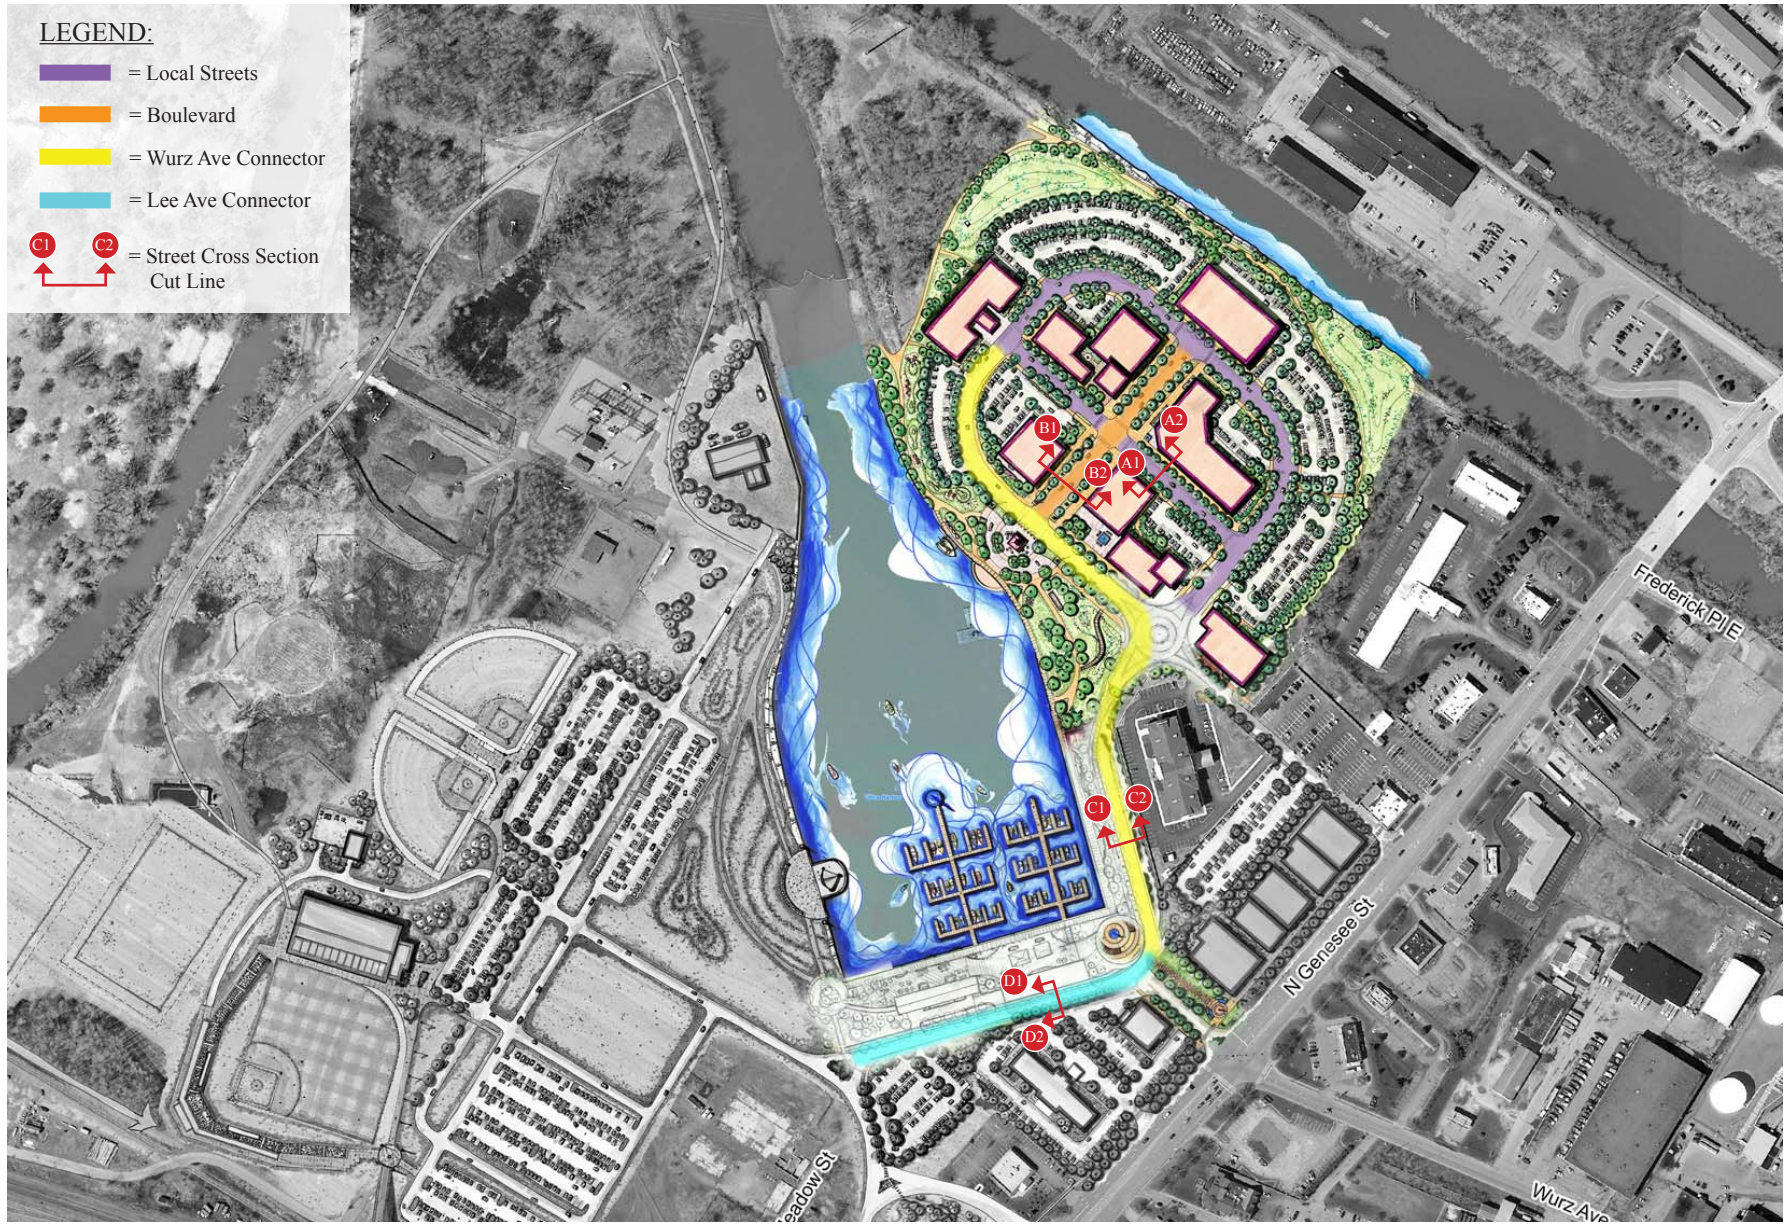 LEGEND:
= Local Streets
= Boulevard
= Wurz Ave Connector
= Lee Ave Connector
C1
C2
= Street Cross Section
Cut Line
B1
A2
B2
A1
Frederick Pl E
C1
C2
N Genesee St
D1
D2
Meadow St
Wurz Ave